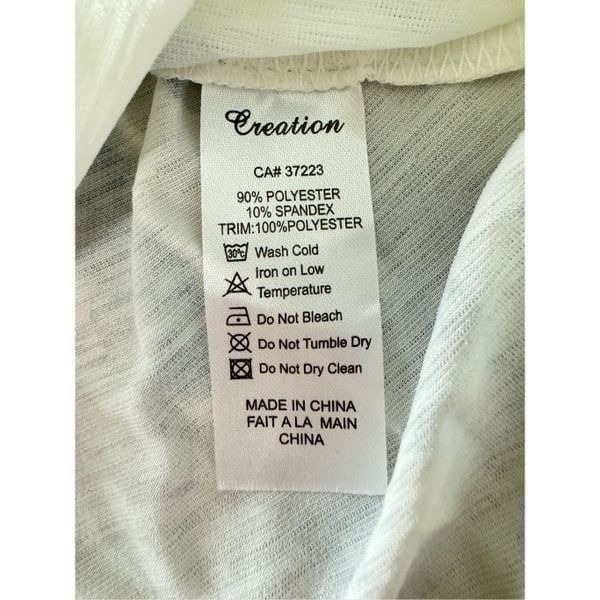 Creation
CA# 37223
90% POLYESTER
10% SPANDEX
TRIM:100%POLYESTER
30°C Wash Cold
Iron on Low
Temperature
Do Not Bleach
Do Not Tumble Dry
Do Not Dry Clean
MADE IN CHINA
FAIT A LA MAIN
CHINA